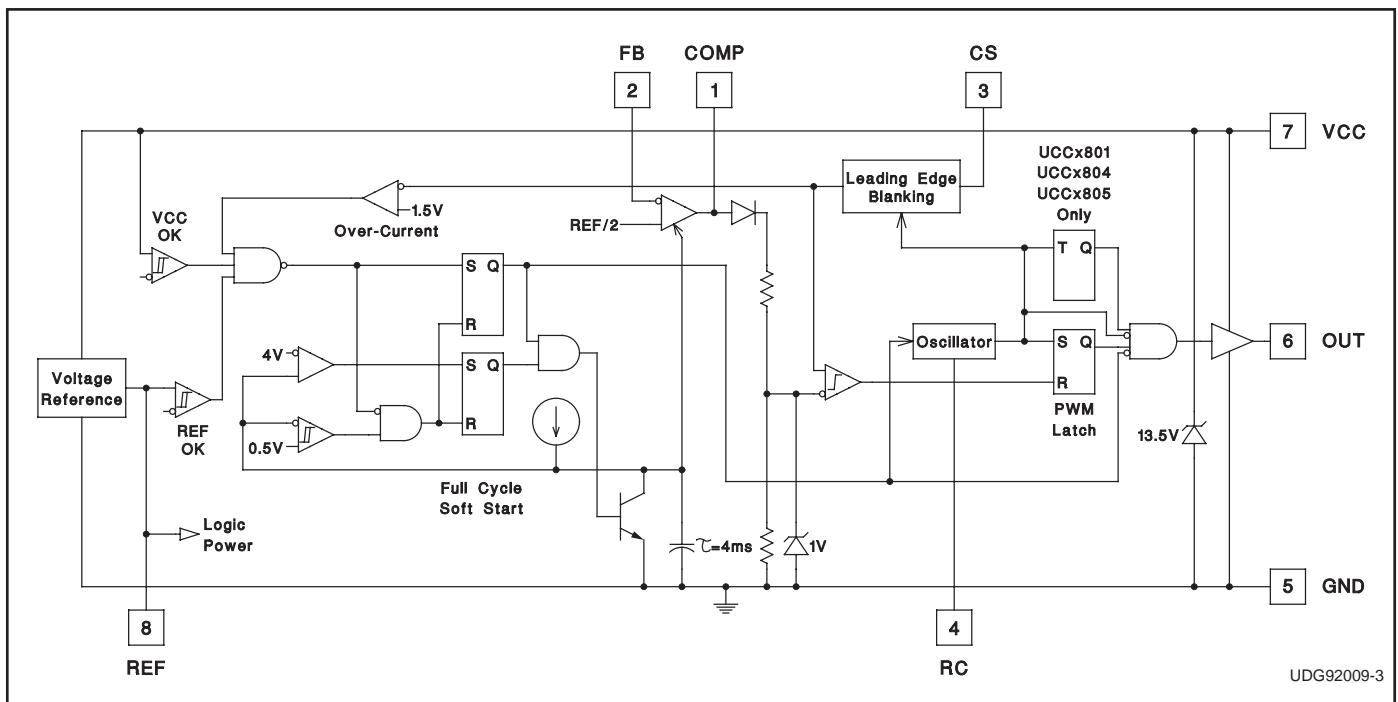 FB
COMP
CS
2
1
3
7
VCC
UCCx801
UCCx804
UCCx805
Only
Leading Edge
Blanking
1.5V
Over-Current
VCC
OK
REF/2
T Q
S Q
R
4V
S Q
R
0.5V
Oscillator
S Q
R
PWM
Latch
6
OUT
Voltage
Reference
REF
OK
13.5V
Full Cycle
Soft Start
Logic
Power
τ=4ms
1V
5
GND
8
REF
4
RC
UDG92009-3